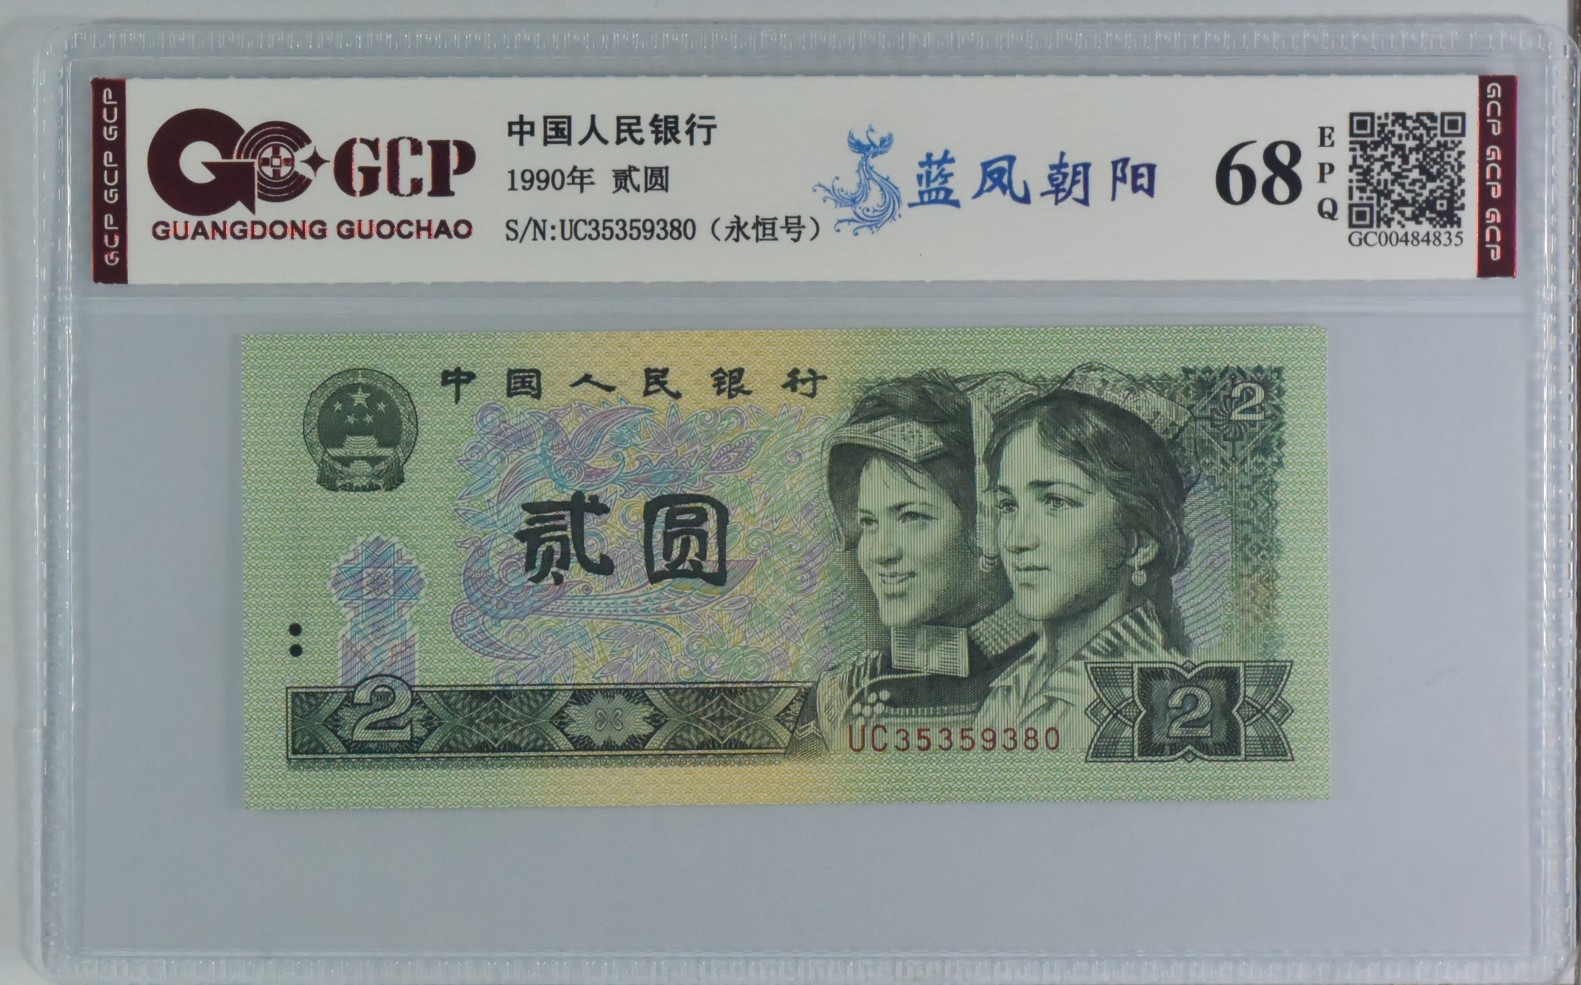 GCP GCP GCP
GCP
GUANGDONG GUOCHAO
中国人民银行
1990年 贰圆
S/N:UC35359380（永恒号）
蓝凤朝阳
68
EPQ
GC00484835
GCP GCP GCP
中国人民银行
2
贰圆
2
UC35359380
2